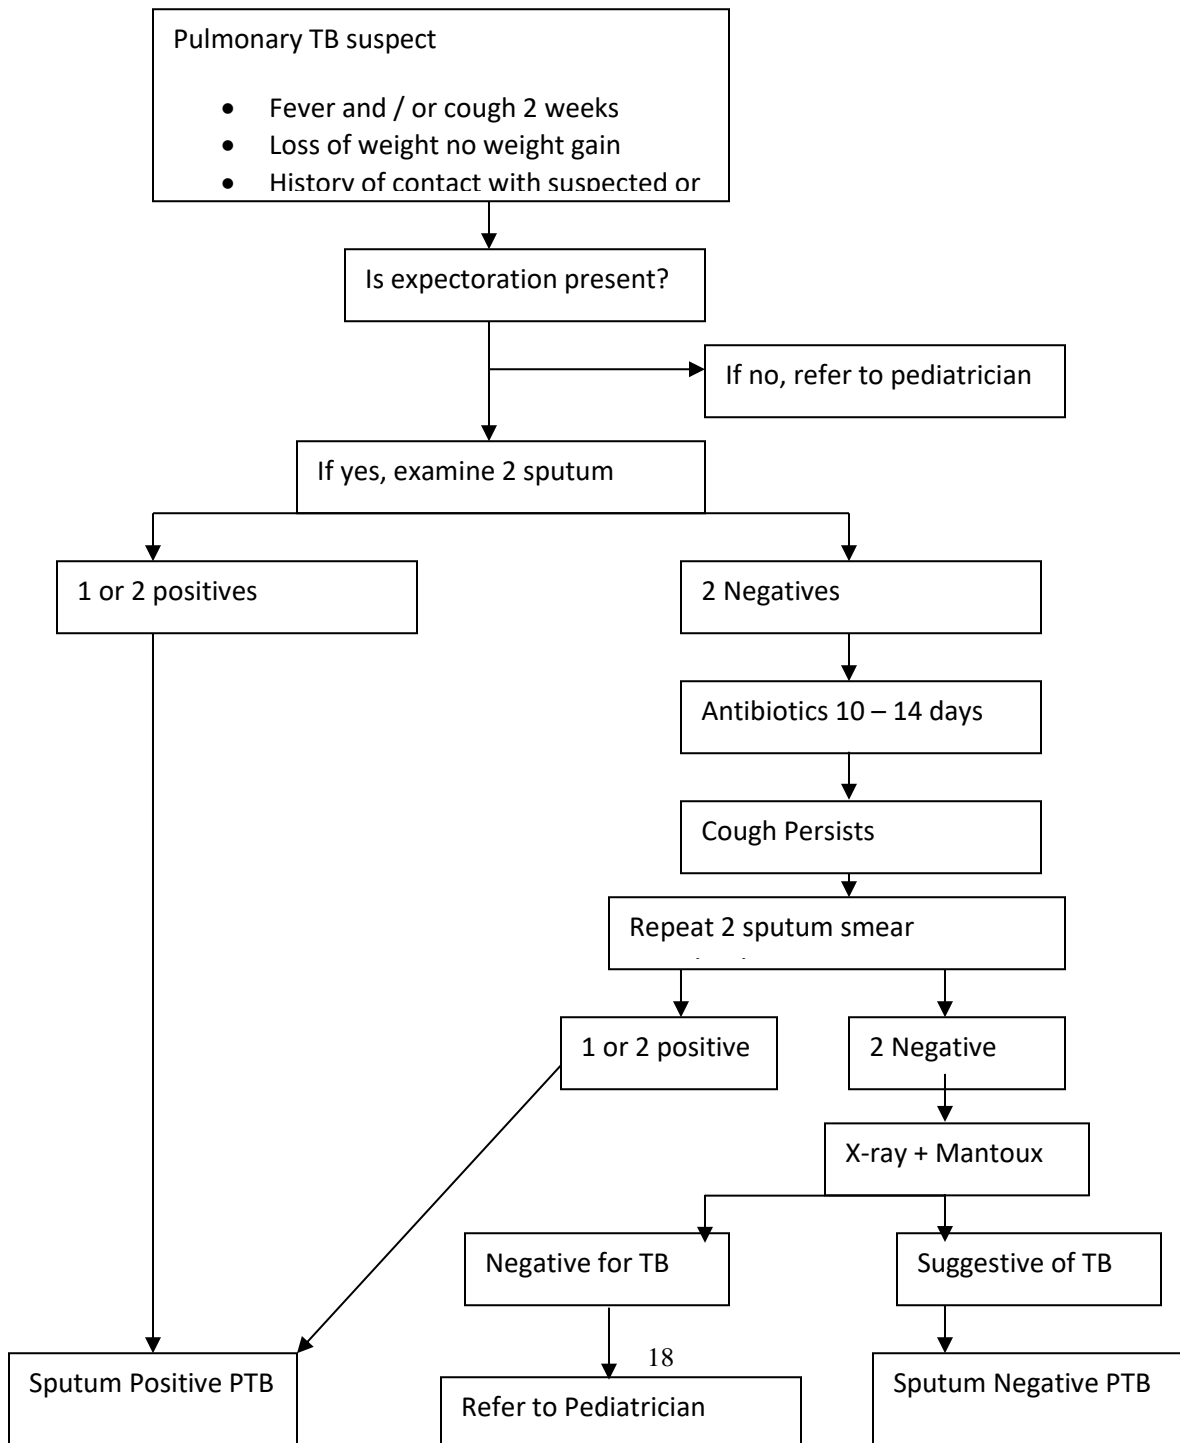 Pulmonary TB suspect
• Fever and / or cough 2 weeks
• Loss of weight no weight gain
• History of contact with suspected or
Is expectoration present?
If no, refer to pediatrician
If yes, examine 2 sputum
1 or 2 positives
2 Negatives
Antibiotics 10 – 14 days
Cough Persists
Repeat 2 sputum smear
1 or 2 positive
2 Negative
X-ray + Mantoux
Negative for TB
Suggestive of TB
18
Sputum Positive PTB
Refer to Pediatrician
Sputum Negative PTB